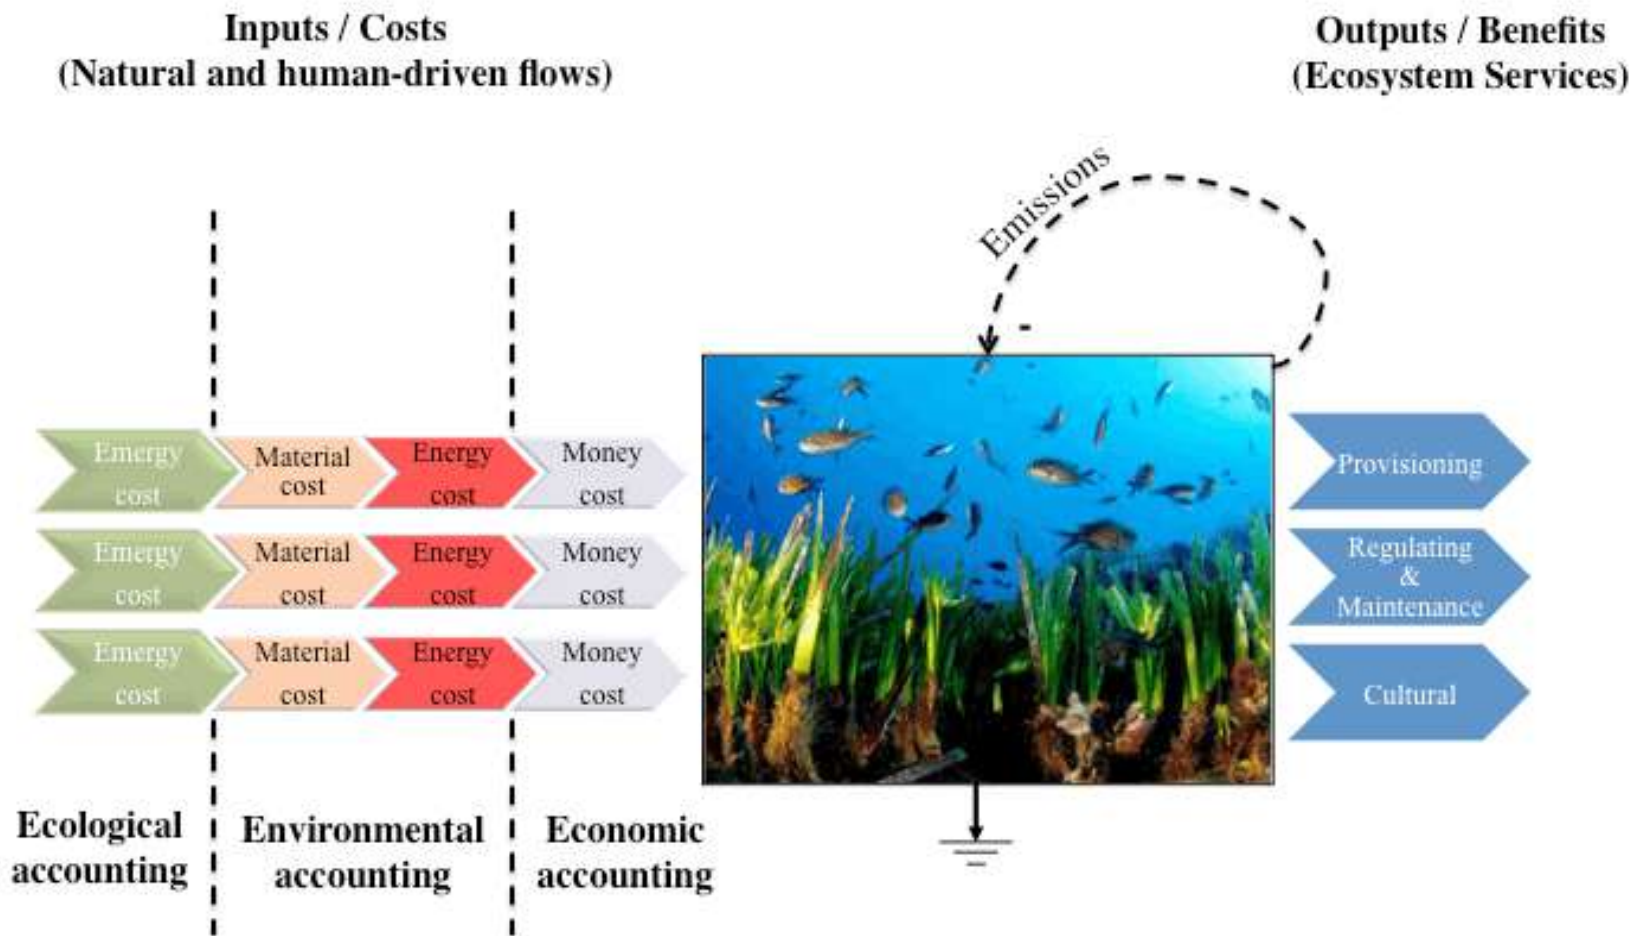 Inputs / Costs
(Natural and human-driven flows)
Outputs / Benefits
(Ecosystem Services)
Emissions
-
Emergy
cost
Material
cost
Energy
cost
Money
cost
Emergy
cost
Material
cost
Energy
cost
Money
cost
Emergy
cost
Material
cost
Energy
cost
Money
cost
Provisioning
Regulating
&
Maintenance
Cultural
Ecological
accounting
Environmental
accounting
Economic
accounting